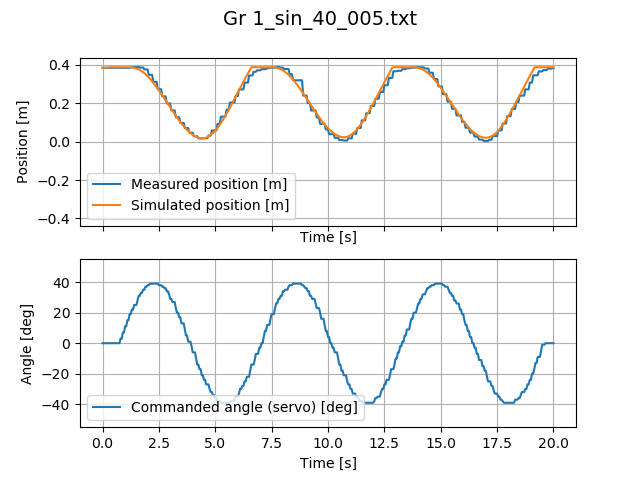 Gr 1_sin_40_005.txt
Position [m]
0.4
0.2
0.0
−0.2
−0.4
Measured position [m]
Simulated position [m]
Time [s]
Angle [deg]
40
20
0
−20
−40
Commanded angle (servo) [deg]
0.0 2.5 5.0 7.5 10.0 12.5 15.0 17.5 20.0
Time [s]